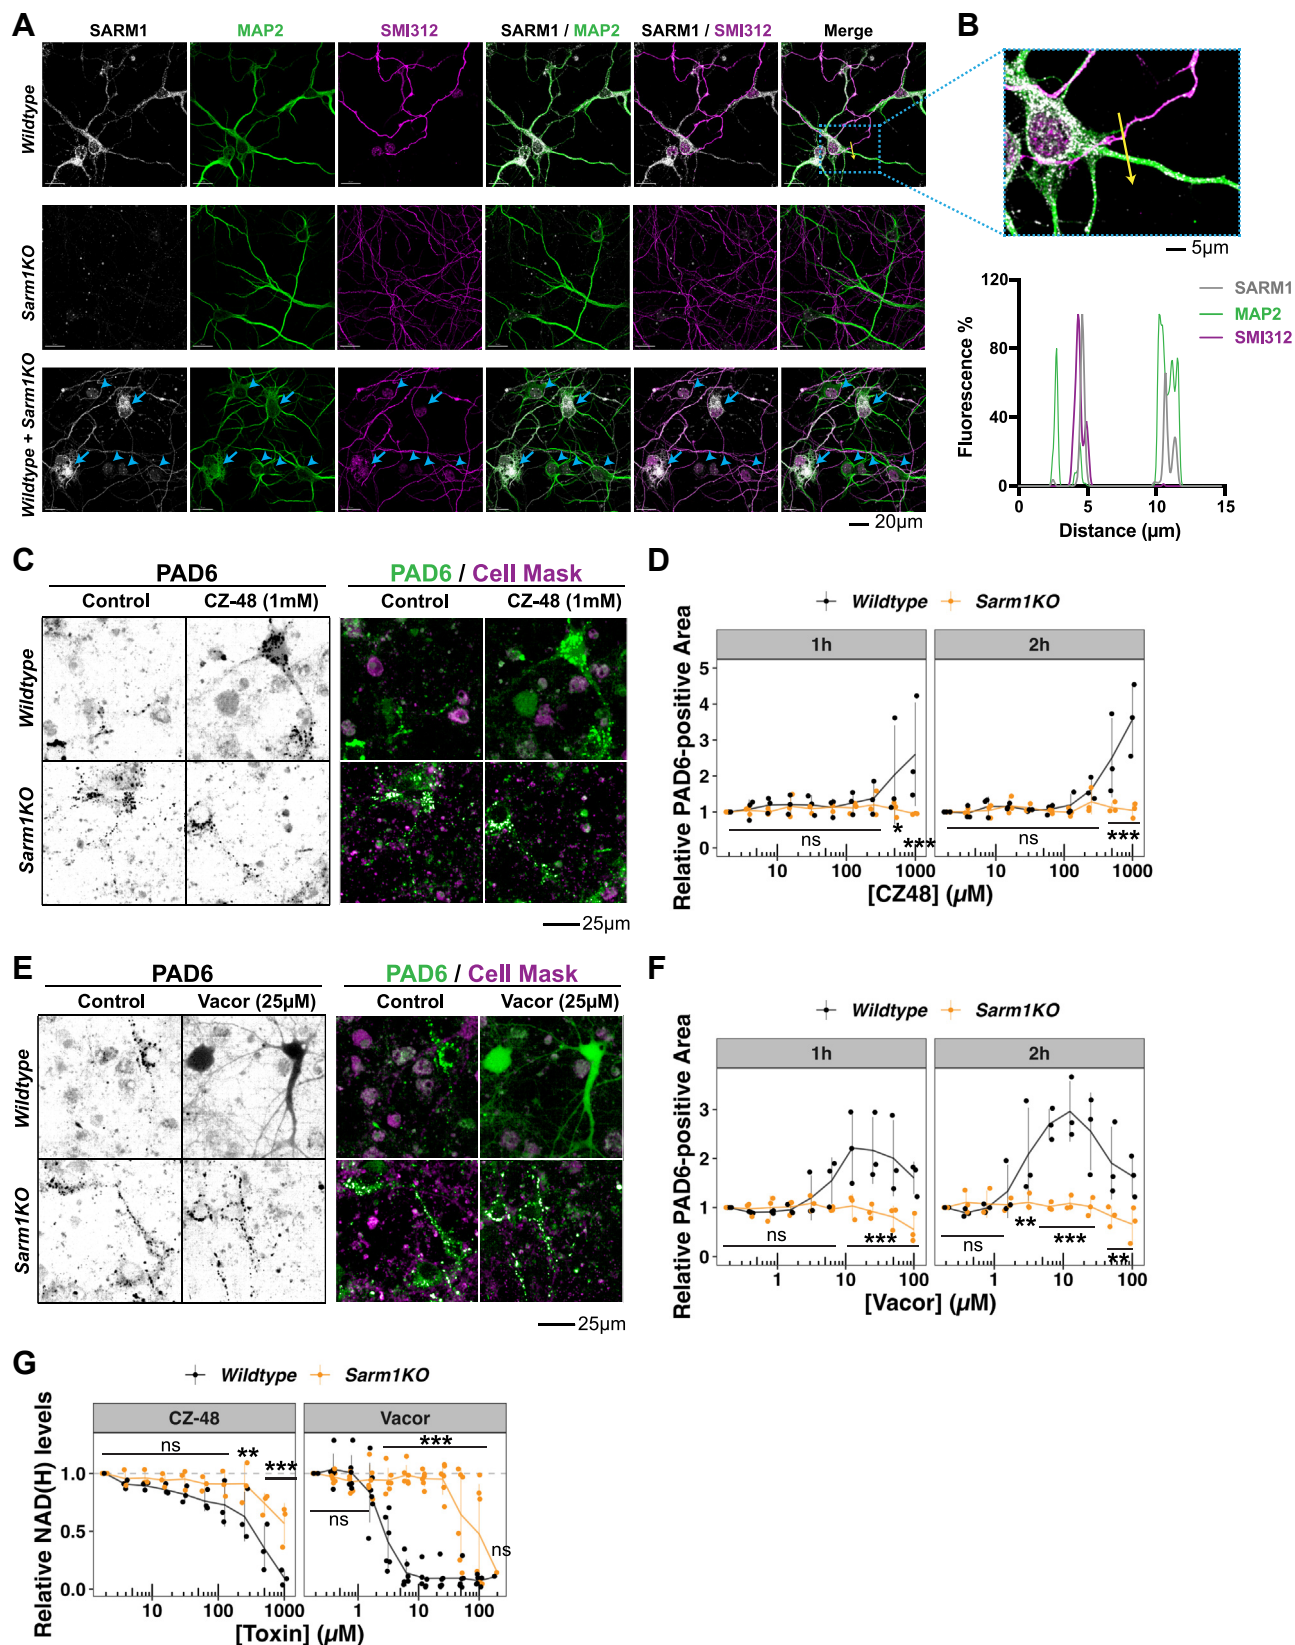 A
SARM1
MAP2
SMI312
SARM1 / MAP2
SARM1 / SMI312
Merge
Wildtype
Sarm1KO
Wildtype + Sarm1KO
20µm
B
5µm
120
80
40
0
Fluorescence %
0
5
10
15
Distance (µm)
SARM1
MAP2
SMI312
C
PAD6
PAD6 / Cell Mask
Control
CZ-48 (1mM)
Control
CZ-48 (1mM)
Wildtype
Sarm1KO
25µm
D
Wildtype
Sarm1KO
1h
2h
Relative PAD6-positive Area
5
4
3
2
1
0
ns
*
***
ns
***
10
100
1000
10
100
1000
[CZ48] (µM)
E
PAD6
PAD6 / Cell Mask
Control
Vacor (25µM)
Control
Vacor (25µM)
Wildtype
Sarm1KO
25µm
F
Wildtype
Sarm1KO
1h
2h
Relative PAD6-positive Area
3
2
1
0
ns
***
ns
**
***
**
1
10
100
1
10
100
[Vacor] (µM)
G
Wildtype
Sarm1KO
CZ-48
Vacor
Relative NAD(H) levels
1.0
0.5
0.0
ns
**
***
ns
***
ns
10
100
1000
1
10
100
[Toxin] (µM)